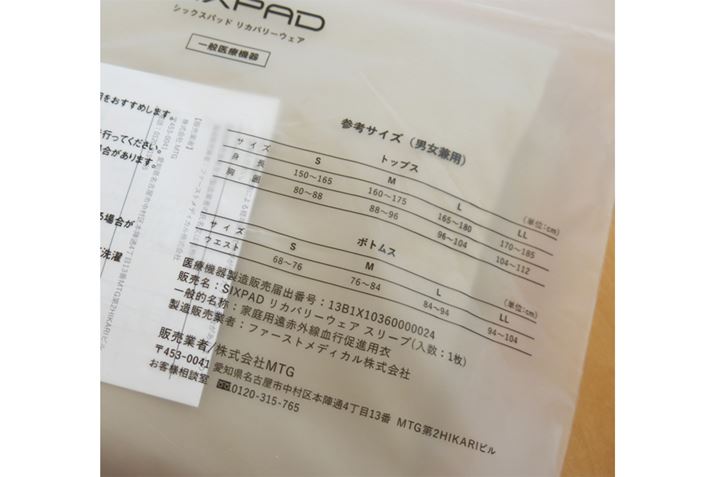 SIXPAD
シックスパッド リカバリーウェア
一般医療機器
参考サイズ（男女兼用）
トップス (単位:cm)
サイズ S M L LL
身長 150〜165 160〜175 165〜180 170〜185
胸囲 80〜88 88〜96 96〜104 104〜112
ボトムス (単位:cm)
サイズ S M L LL
ウエスト 68〜76 76〜84 84〜94 94〜104
医療機器製造販売届出番号：13B1X10360000024
販売名：SIXPAD リカバリーウェア スリープ(入数：1枚)
一般的名称：家庭用遠赤外線血行促進用衣
製造販売業者：ファーストメディカル株式会社
販売業者/株式会社MTG
〒453-0041 愛知県名古屋市中村区本陣通4丁目13番 MTG第2HIKARIビル
お客様相談室 0120-315-765
をおすすめします。
行ってください。
場合があります。
場合が
洗濯